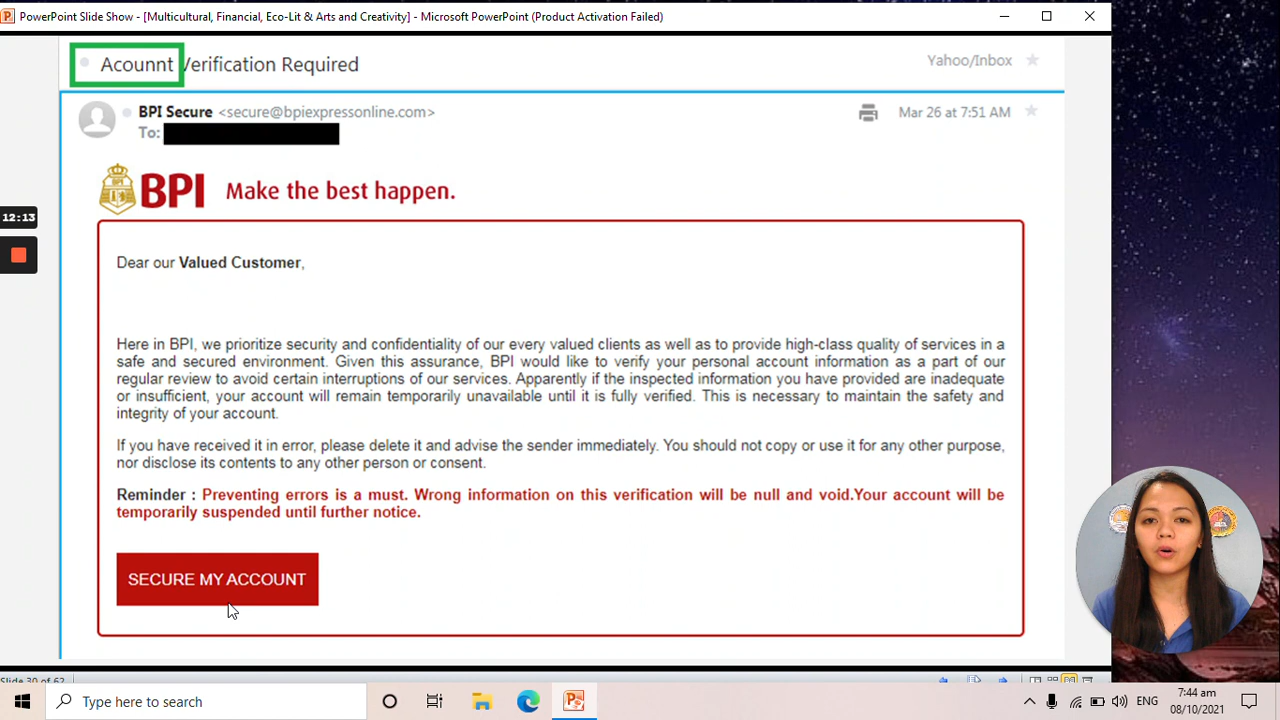 PowerPoint Slide Show - [Multicultural, Financial, Eco-Lit & Arts and Creativity] - Microsoft PowerPoint (Product Activation Failed)
Acounnt Verification Required
Yahoo/Inbox
BPI Secure <secure@bpiexpressonline.com>
Mar 26 at 7:51 AM
To:
BPI Make the best happen.
12:13
Dear our Valued Customer,
Here in BPI, we prioritize security and confidentiality of our every valued clients as well as to provide high-class quality of services in a
safe and secured environment. Given this assurance, BPI would like to verify your personal account information as a part of our
regular review to avoid certain interruptions of our services. Apparently if the inspected information you have provided are inadequate
or insufficient, your account will remain temporarily unavailable until it is fully verified. This is necessary to maintain the safety and
integrity of your account.
If you have received it in error, please delete it and advise the sender immediately. You should not copy or use it for any other purpose,
nor disclose its contents to any other person or consent.
Reminder : Preventing errors is a must. Wrong information on this verification will be null and void.Your account will be
temporarily suspended until further notice.
SECURE MY ACCOUNT
Slide 30 of 62
Type here to search
ENG
7:44 am
08/10/2021